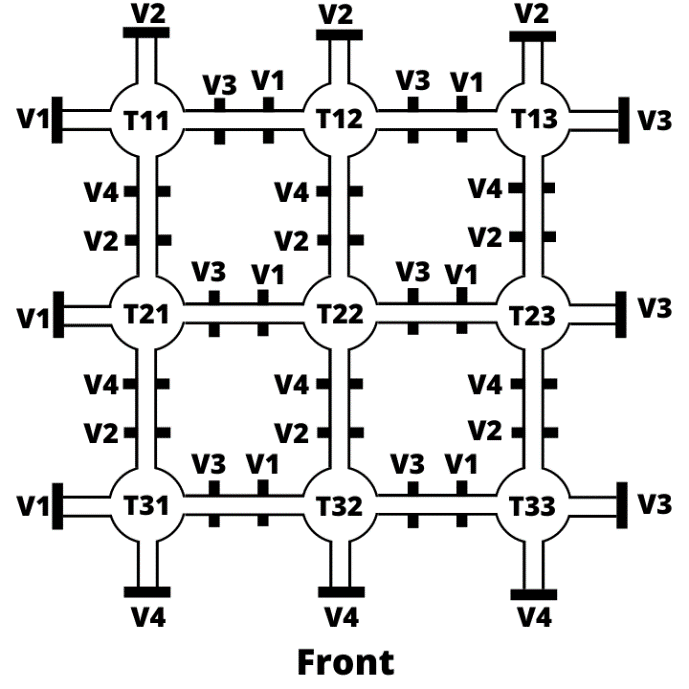 V2 V2 V2
V3 V1 V3 V1
V1 T11 T12 T13 V3
V4 V4 V4
V2 V2 V2
V3 V1 V3 V1
V1 T21 T22 T23 V3
V4 V4 V4
V2 V2 V2
V3 V1 V3 V1
V1 T31 T32 T33 V3
V4 V4 V4
Front